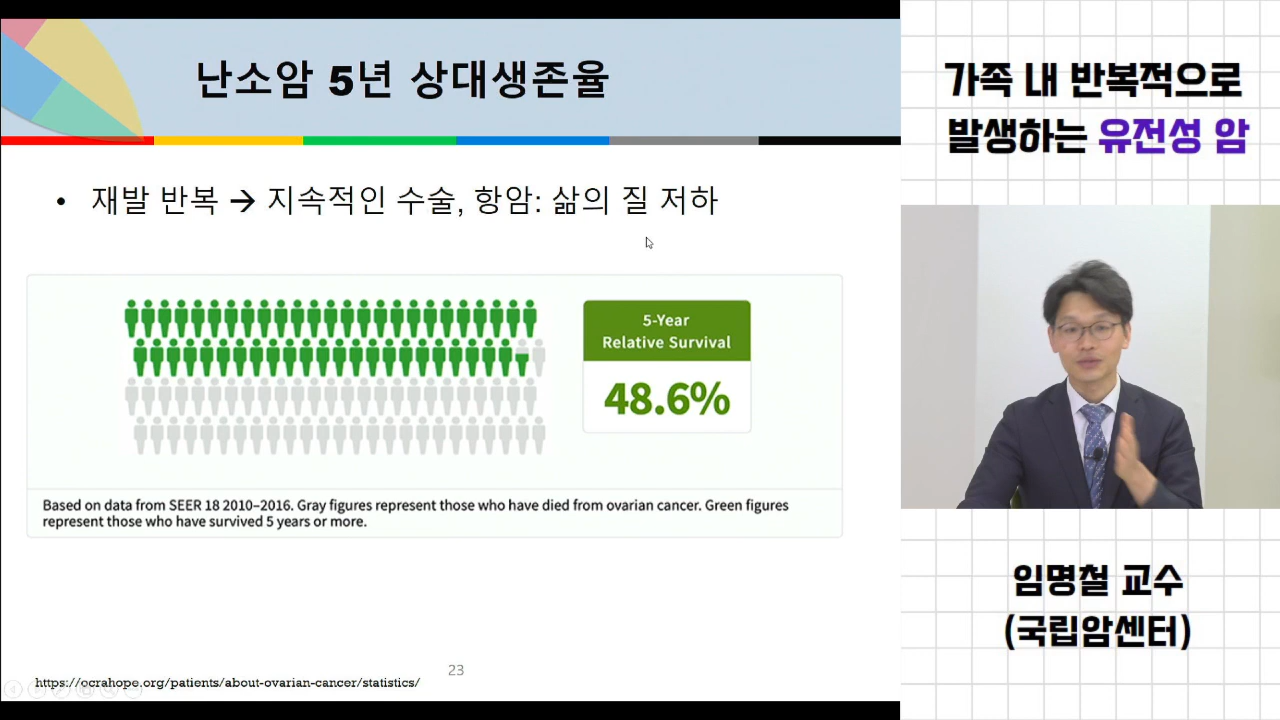 난소암 5년 상대생존율
• 재발 반복 → 지속적인 수술, 항암: 삶의 질 저하
5-Year
Relative Survival
48.6%
Based on data from SEER 18 2010–2016. Gray figures represent those who have died from ovarian cancer. Green figures
represent those who have survived 5 years or more.
23
https://ocrahope.org/patients/about-ovarian-cancer/statistics/
가족 내 반복적으로
발생하는 유전성 암
임명철 교수
(국립암센터)